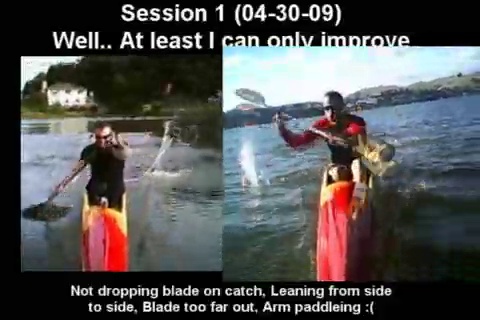 Session 1 (04-30-09)
Well.. At least I can only improve
Not dropping blade on catch, Leaning from side
to side, Blade too far out, Arm paddleing :(